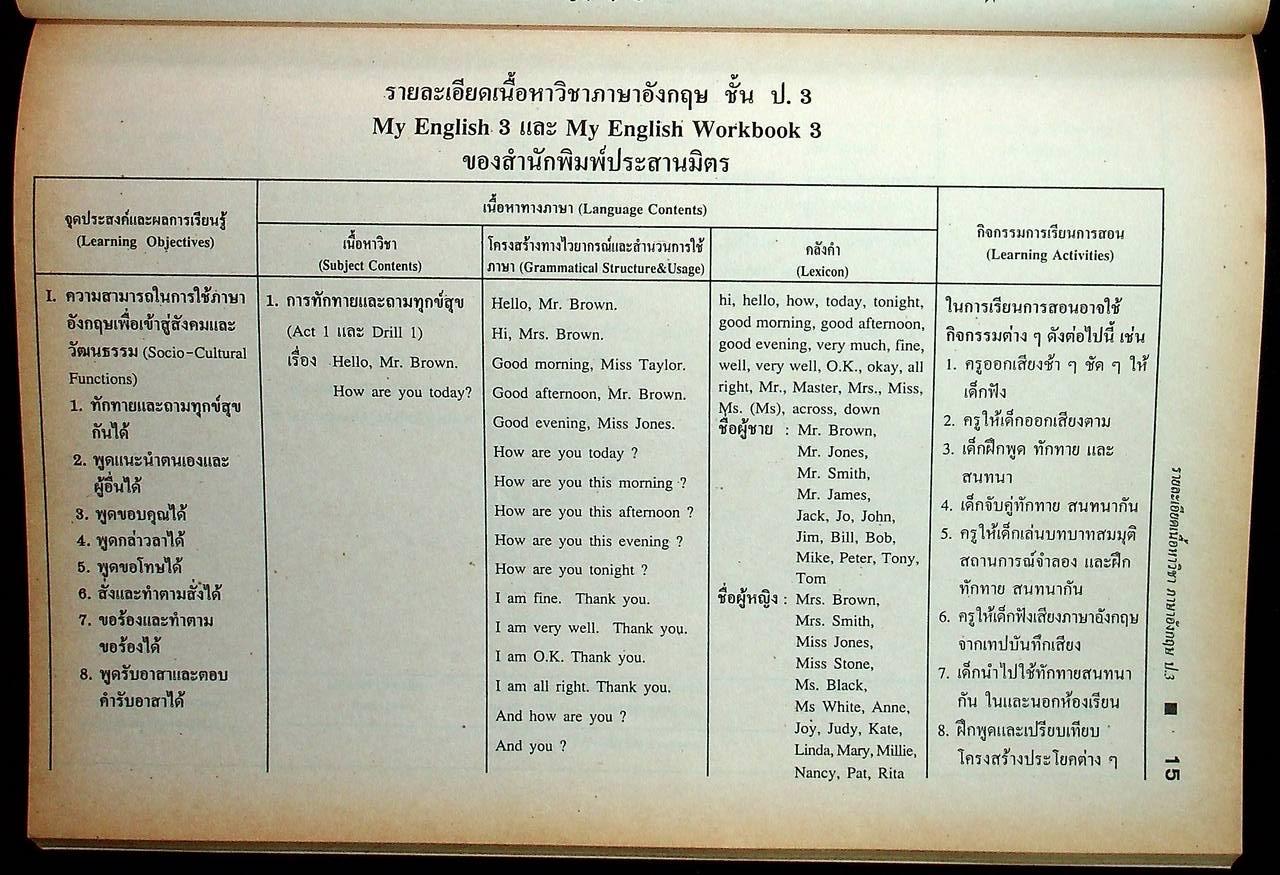 รายละเอียดเนื้อหาวิชาภาษาอังกฤษ ชั้น ป. 3
My English 3 และ My English Workbook 3
ของสำนักพิมพ์ประสานมิตร
จุดประสงค์และผลการเรียนรู้
(Learning Objectives)
เนื้อหาทางภาษา (Language Contents)
เนื้อหาวิชา
(Subject Contents)
โครงสร้างทางไวยากรณ์และสำนวนการใช้
ภาษา (Grammatical Structure&Usage)
คลังคำ
(Lexicon)
กิจกรรมการเรียนการสอน
(Learning Activities)
I. ความสามารถในการใช้ภาษา
อังกฤษเพื่อเข้าสู่สังคมและ
วัฒนธรรม (Socio-Cultural
Functions)
1. ทักทายและถามทุกข์สุข
กันได้
2. พูดแนะนำตนเองและ
ผู้อื่นได้
3. พูดขอบคุณได้
4. พูดกล่าวลาได้
5. พูดขอโทษได้
6. สั่งและทำตามสั่งได้
7. ขอร้องและทำตาม
ขอร้องได้
8. พูดรับอาสาและตอบ
คำรับอาสาได้
1. การทักทายและถามทุกข์สุข
(Act 1 และ Drill 1)
เรื่อง Hello, Mr. Brown.
How are you today?
Hello, Mr. Brown.
Hi, Mrs. Brown.
Good morning, Miss Taylor.
Good afternoon, Mr. Brown.
Good evening, Miss Jones.
How are you today ?
How are you this morning ?
How are you this afternoon ?
How are you this evening ?
How are you tonight ?
I am fine. Thank you.
I am very well. Thank you.
I am O.K. Thank you.
I am all right. Thank you.
And how are you ?
And you ?
hi, hello, how, today, tonight,
good morning, good afternoon,
good evening, very much, fine,
well, very well, O.K., okay, all
right, Mr., Master, Mrs., Miss,
Ms. (Ms), across, down
ชื่อผู้ชาย : Mr. Brown,
Mr. Jones,
Mr. Smith,
Mr. James,
Jack, Jo, John,
Jim, Bill, Bob,
Mike, Peter, Tony,
Tom
ชื่อผู้หญิง : Mrs. Brown,
Mrs. Smith,
Miss Jones,
Miss Stone,
Ms. Black,
Ms White, Anne,
Joy, Judy, Kate,
Linda, Mary, Millie,
Nancy, Pat, Rita
ในการเรียนการสอนอาจใช้
กิจกรรมต่าง ๆ ดังต่อไปนี้ เช่น
1. ครูออกเสียงช้า ๆ ชัด ๆ ให้
เด็กฟัง
2. ครูให้เด็กออกเสียงตาม
3. เด็กฝึกพูด ทักทาย และ
สนทนา
4. เด็กจับคู่ทักทาย สนทนากัน
5. ครูให้เด็กเล่นบทบาทสมมุติ
สถานการณ์จำลอง และฝึก
ทักทาย สนทนากัน
6. ครูให้เด็กฟังเสียงภาษาอังกฤษ
จากเทปบันทึกเสียง
7. เด็กนำไปใช้ทักทายสนทนา
กัน ในและนอกห้องเรียน
8. ฝึกพูดและเปรียบเทียบ
โครงสร้างประโยคต่าง ๆ
รายละเอียดเนื้อหาวิชา ภาษาอังกฤษ ป.3 ■ 15